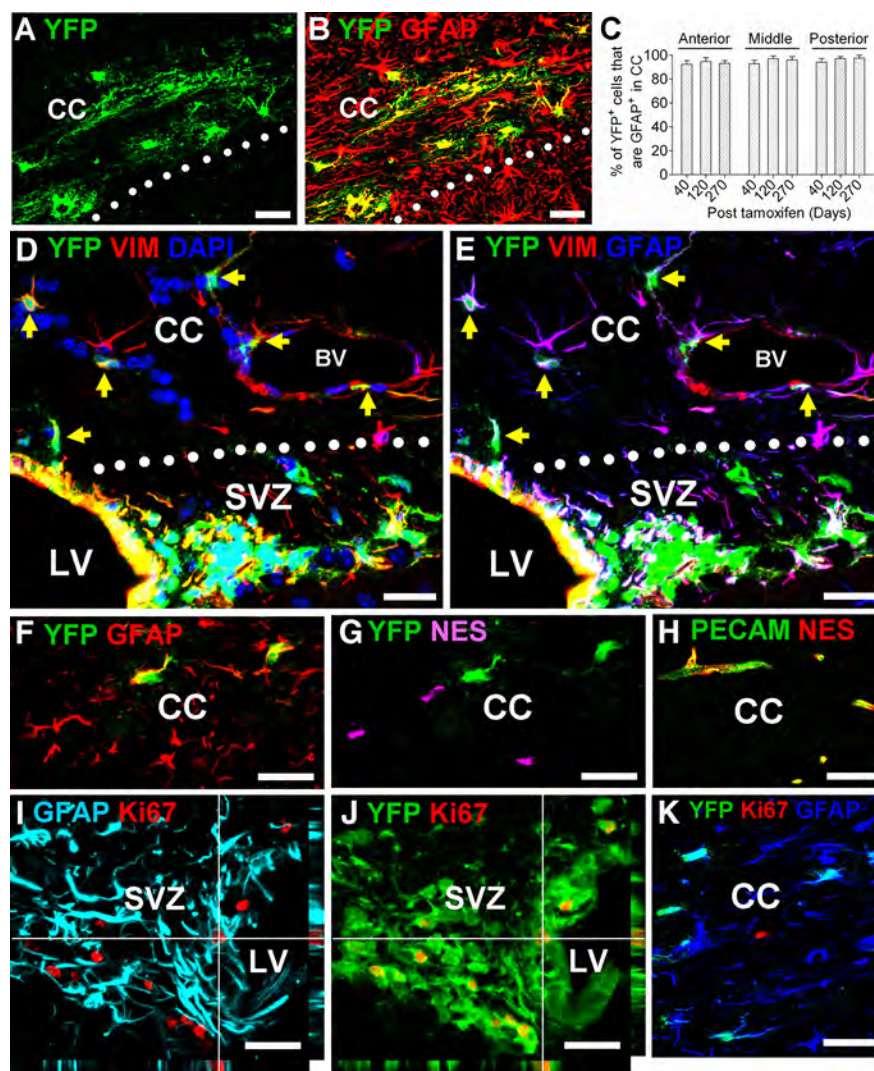 A YFP
CC
B YFP GFAP
CC
C
Anterior Middle Posterior
% of YFP+ cells that
are GFAP+ in CC
100
80
60
40
20
0
40 120 270 40 120 270 40 120 270
Post tamoxifen (Days)
D YFP VIM DAPI
CC
BV
SVZ
LV
E YFP VIM GFAP
CC
BV
SVZ
LV
F YFP GFAP
CC
G YFP NES
CC
H PECAM NES
CC
I GFAP Ki67
SVZ
LV
J YFP Ki67
SVZ
LV
K YFP Ki67 GFAP
CC